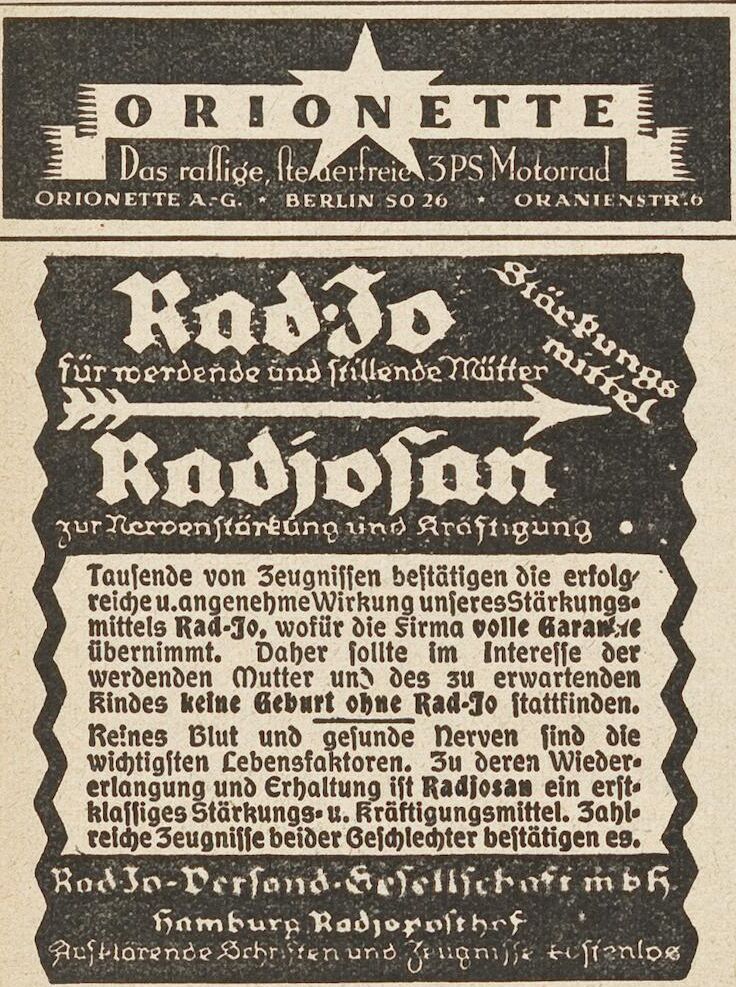 ORIONETTE
Das rassige, steuerfreie 3PS Motorrad
ORIONETTE A.-G. * BERLIN SO 26 * ORANIENSTR. 6
Rad-Jo
Stärkungs
mittel
für werdende und stillende Mütter
Radjosan
zur Nervenstärkung und Kräftigung
Tausende von Zeugnissen bestätigen die erfolg-
reiche u. angenehme Wirkung unseres Stärkungs-
mittels Rad-Jo, wofür die Firma volle Garantie
übernimmt. Daher sollte im Interesse der
werdenden Mutter und des zu erwartenden
Kindes keine Geburt ohne Rad-Jo stattfinden.
Reines Blut und gesunde Nerven sind die
wichtigsten Lebensfaktoren. Zu deren Wieder-
erlangung und Erhaltung ist Radjosan ein erst-
klassiges Stärkungs- u. Kräftigungsmittel. Zahl-
reiche Zeugnisse beider Geschlechter bestätigen es.
Rad-Jo-Versand-Gesellschaft mbH.
Hamburg, Radjoposthof
Aufklärende Schriften und Zeugnisse kostenlos